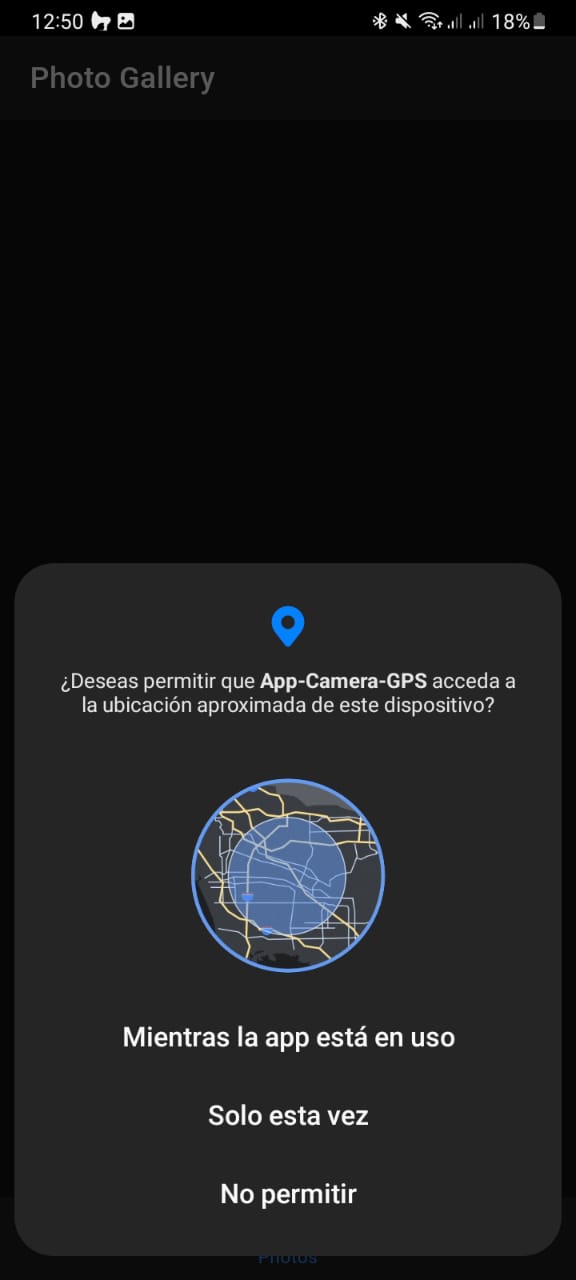 12:50
18%
Photo Gallery
¿Deseas permitir que App-Camera-GPS acceda a
la ubicación aproximada de este dispositivo?
Mientras la app está en uso
Solo esta vez
No permitir
Photos